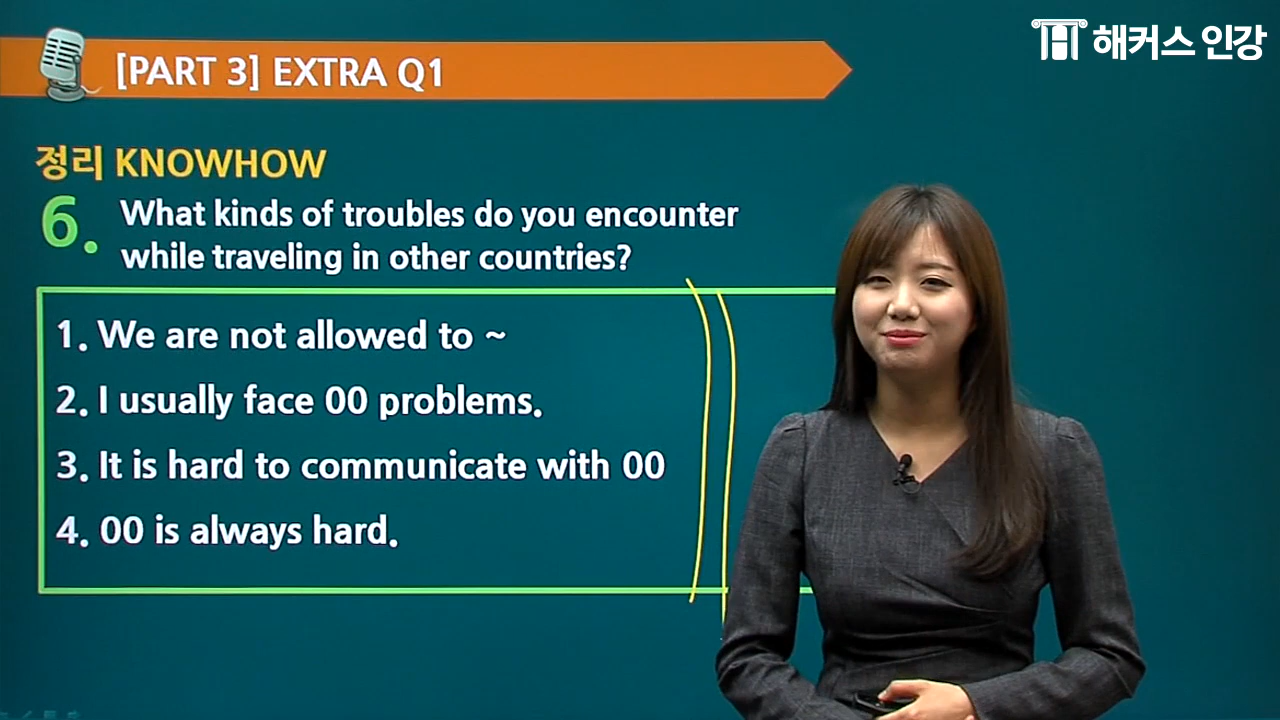 해커스 인강
[PART 3] EXTRA Q1
정리 KNOWHOW
6. What kinds of troubles do you encounter
while traveling in other countries?
1. We are not allowed to ~
2. I usually face 00 problems.
3. It is hard to communicate with 00
4. 00 is always hard.